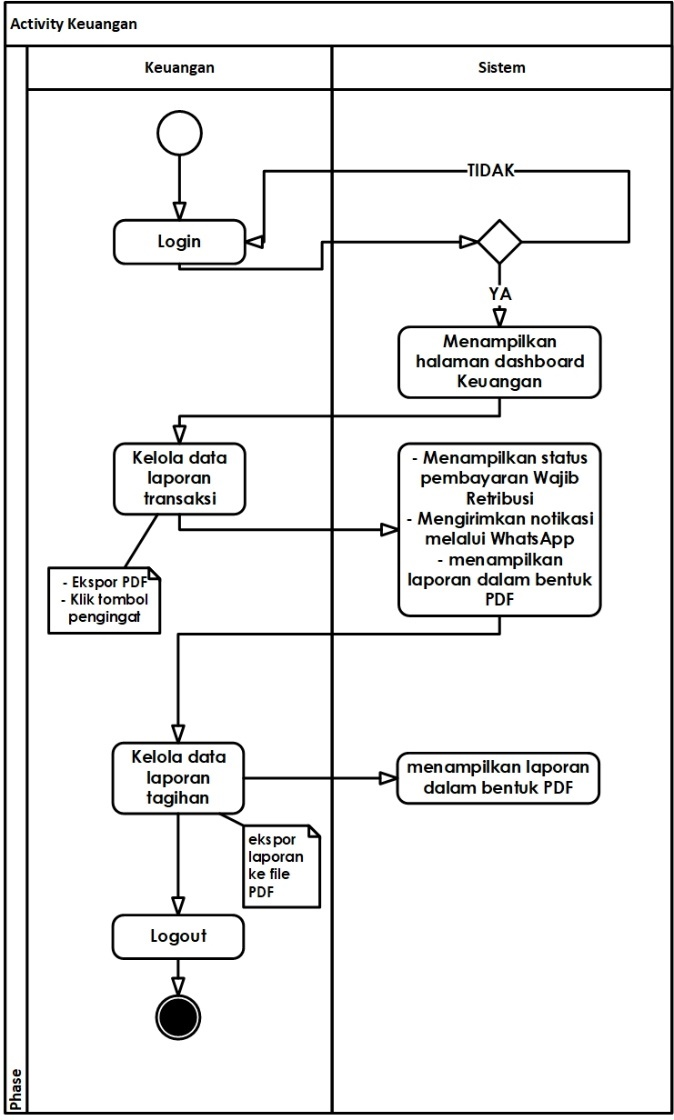 Activity Keuangan
Keuangan
Sistem
TIDAK
Login
YA
Menampilkan
halaman dashboard
Keuangan
Kelola data
laporan
transaksi
- Menampilkan status
pembayaran Wajib
Retribusi
- Mengirimkan notikasi
melalui WhatsApp
- menampilkan
laporan dalam bentuk
PDF
- Ekspor PDF
- Klik tombol
pengingat
Kelola data
laporan
tagihan
menampilkan laporan
dalam bentuk PDF
ekspor
laporan
ke file
PDF
Logout
Phase